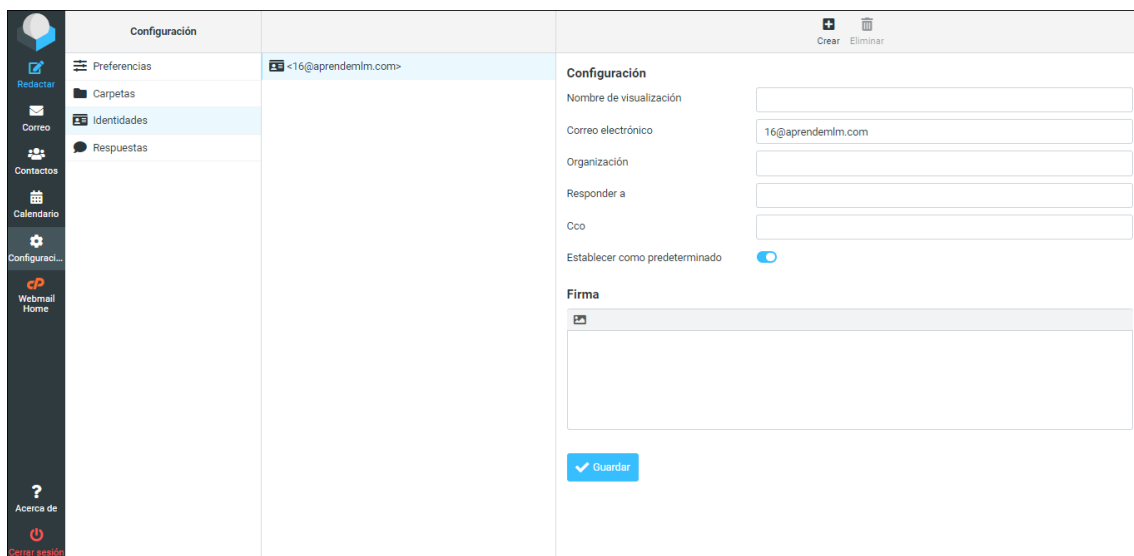 Redactar
Correo
Contactos
Calendario
Configuraci...
cP
Webmail
Home
Acerca de
Cerrar sesión
Configuración
Preferencias
Carpetas
Identidades
Respuestas
<16@aprendemlm.com>
Crear
Eliminar
Configuración
Nombre de visualización
Correo electrónico
16@aprendemlm.com
Organización
Responder a
Cco
Establecer como predeterminado
Firma
Guardar